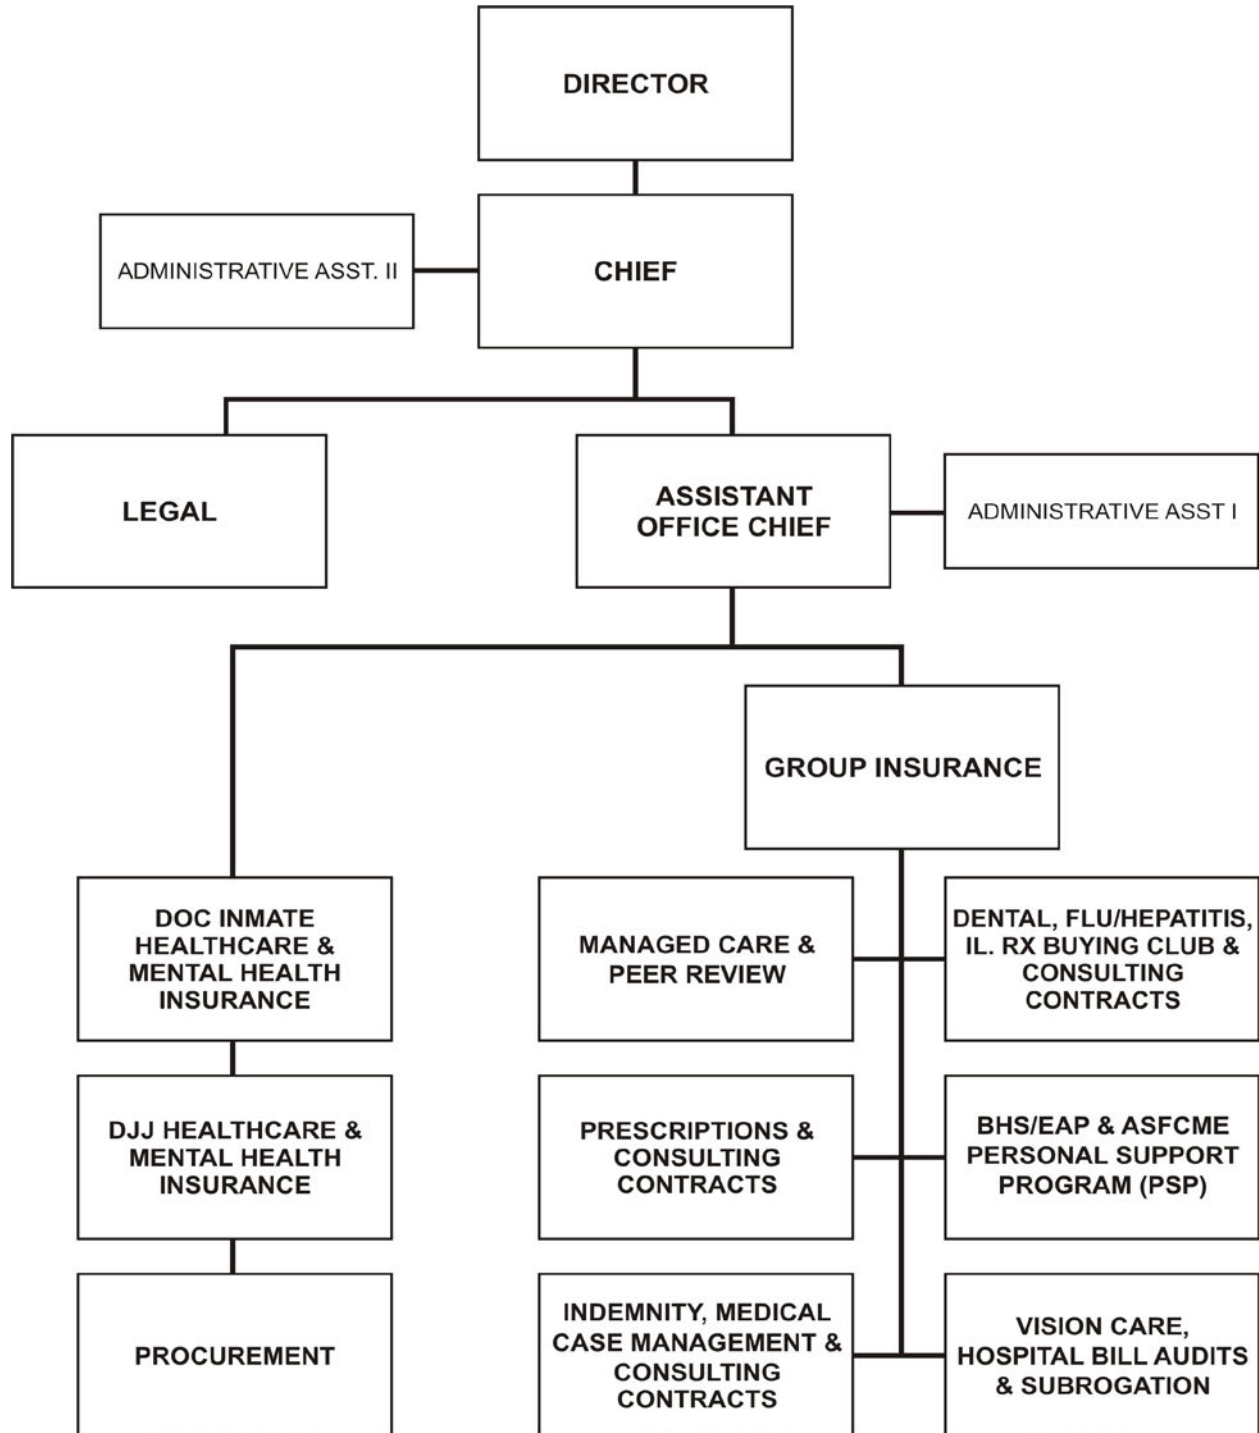 DIRECTOR
ADMINISTRATIVE ASST. II
CHIEF
LEGAL
ASSISTANT
OFFICE CHIEF
ADMINISTRATIVE ASST I
GROUP INSURANCE
DOC INMATE
HEALTHCARE &
MENTAL HEALTH
INSURANCE
MANAGED CARE &
PEER REVIEW
DENTAL, FLU/HEPATITIS,
IL. RX BUYING CLUB &
CONSULTING
CONTRACTS
DJJ HEALTHCARE &
MENTAL HEALTH
INSURANCE
PRESCRIPTIONS &
CONSULTING
CONTRACTS
BHS/EAP & ASFCME
PERSONAL SUPPORT
PROGRAM (PSP)
PROCUREMENT
INDEMNITY, MEDICAL
CASE MANAGEMENT &
CONSULTING
CONTRACTS
VISION CARE,
HOSPITAL BILL AUDITS
& SUBROGATION